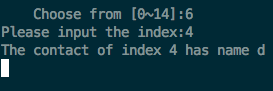 Choose from [0~14]:6
Please input the index:4
The contact of index 4 has name d